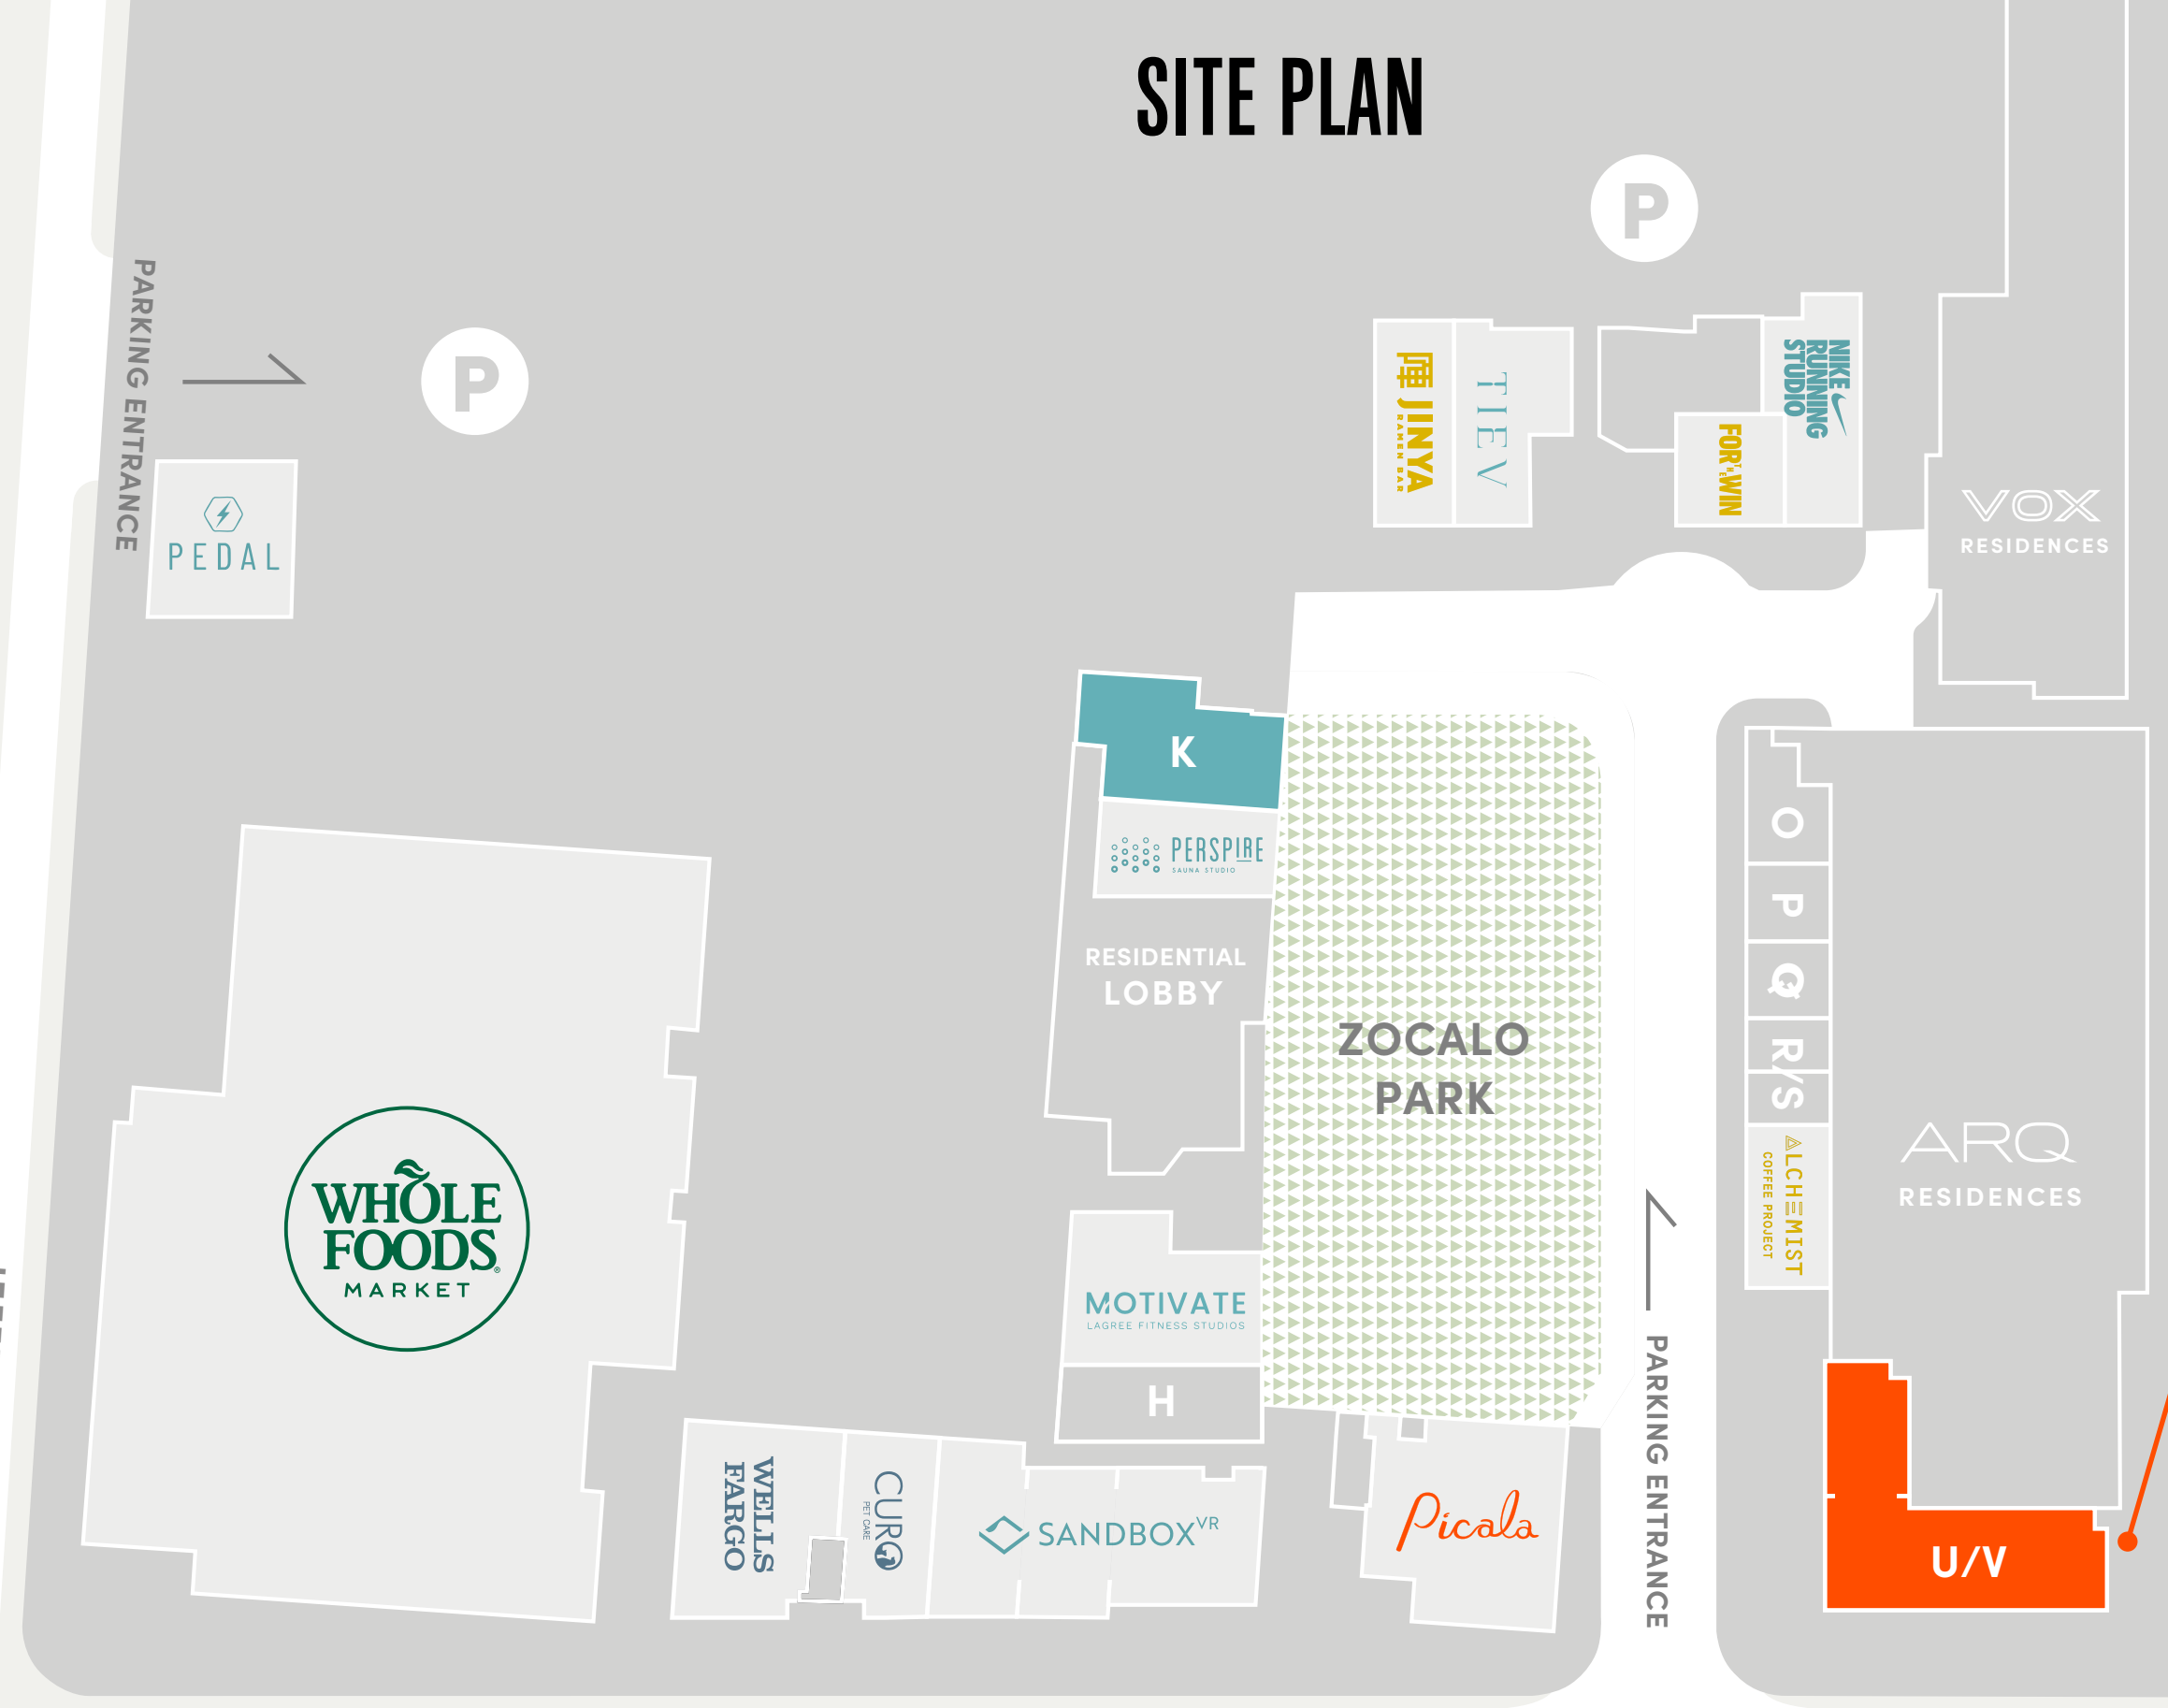 SITE PLAN
P
P
PARKING ENTRANCE
PEDAL
JINYA
RAMEN BAR
TIEV
NIKE
RUNNING
STUDIO
FOR THE WIN
VOX
RESIDENCES
K
PERSPIRE
SAUNA STUDIO
RESIDENTIAL
LOBBY
ZOCALO
PARK
O
P
Q
R/S
ALCHEMIST
COFFEE PROJECT
ARQ
RESIDENCES
WHOLE
FOODS®
MARKET
MOTIVATE
LAGREE FITNESS STUDIOS
H
WELLS
FARGO
CURO
PET CARE
SANDBOX VR
Picala
PARKING ENTRANCE
U/V